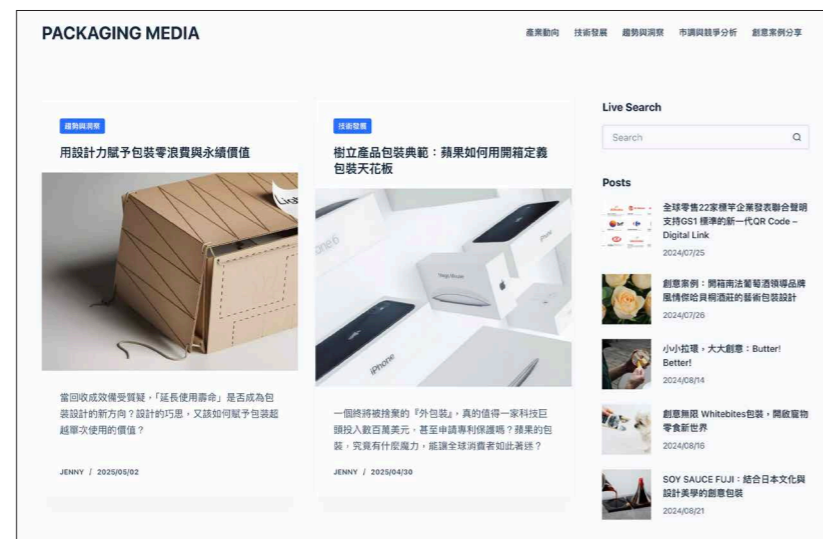 PACKAGING MEDIA
產業動向 技術發展 趨勢與洞察 市調與競爭分析 創意案例分享
趨勢與洞察
用設計力賦予包裝零浪費與永續價值
當回收成效備受質疑,「延長使用壽命」是否成為包
裝設計的新方向?設計的巧思,又該如何賦予包裝超
越單次使用的價值?
JENNY / 2025/05/02
技術發展
樹立產品包裝典範:蘋果如何用開箱定義
包裝天花板
iPhone
一個終將被捨棄的『外包裝』,真的值得一家科技巨
頭投入數百萬美元,甚至申請專利保護嗎?蘋果的包
裝,究竟有什麼魔力,能讓全球消費者如此著迷?
JENNY / 2025/04/30
Live Search
Search
Posts
全球零售22家標竿企業發表聯合聲明
支持GS1 標準的新一代QR Code –
Digital Link
2024/07/25
創意案例:開箱南法葡萄酒領導品牌
風情傑哈貝桐酒莊的藝術包裝設計
2024/07/26
小小拉環,大大創意:Butter!
Better!
2024/08/14
創意無限 Whitebites包裝,開啟寵物
零食新世界
2024/08/16
SOY SAUCE FUJI:結合日本文化與
設計美學的創意包裝
2024/08/21